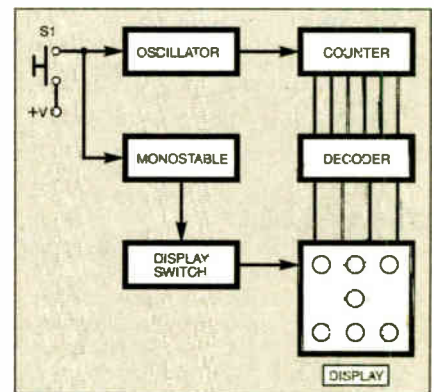 S1
OSCILLATOR
COUNTER
+V
MONOSTABLE
DECODER
DISPLAY
SWITCH
DISPLAY